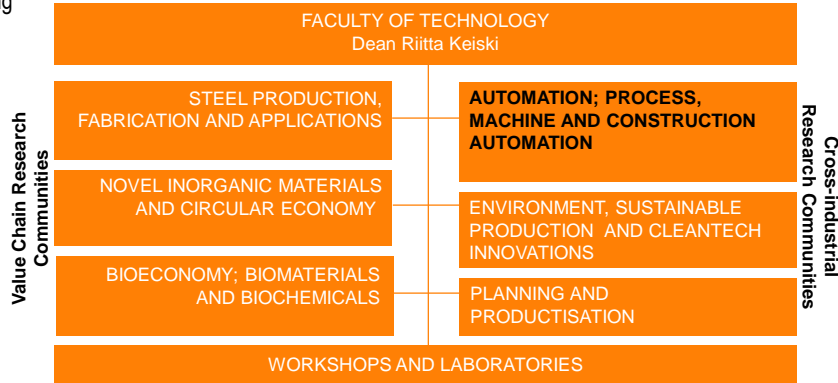 FACULTY OF TECHNOLOGY
Dean Riitta Keiski
Value Chain Research
Communities
STEEL PRODUCTION,
FABRICATION AND APPLICATIONS
NOVEL INORGANIC MATERIALS
AND CIRCULAR ECONOMY
BIOECONOMY; BIOMATERIALS
AND BIOCHEMICALS
AUTOMATION; PROCESS,
MACHINE AND CONSTRUCTION
AUTOMATION
ENVIRONMENT, SUSTAINABLE
PRODUCTION AND CLEANTECH
INNOVATIONS
PLANNING AND
PRODUCTISATION
Cross-industrial
Research Communities
WORKSHOPS AND LABORATORIES